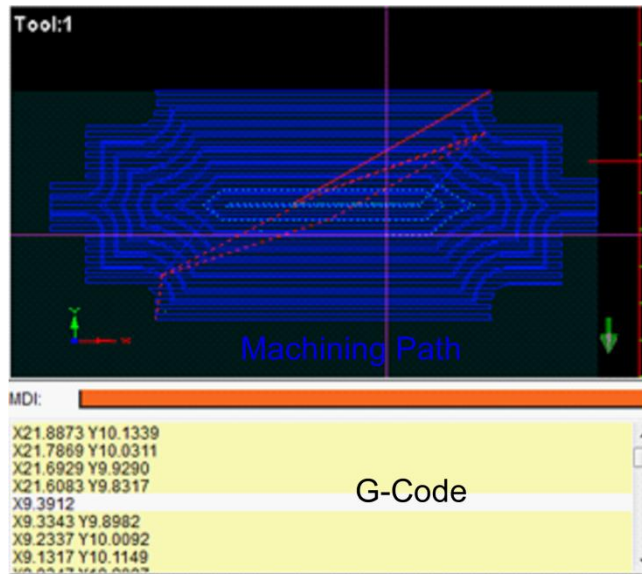 Tool:1
Y
X
Machining Path
MDI:
X21.8873 Y10.1339
X21.7869 Y10.0311
X21.6929 Y9.9290
X21.6083 Y9.8317
G-Code
X9.3912
X9.3343 Y9.8982
X9.2337 Y10.0092
X9.1317 Y10.1149